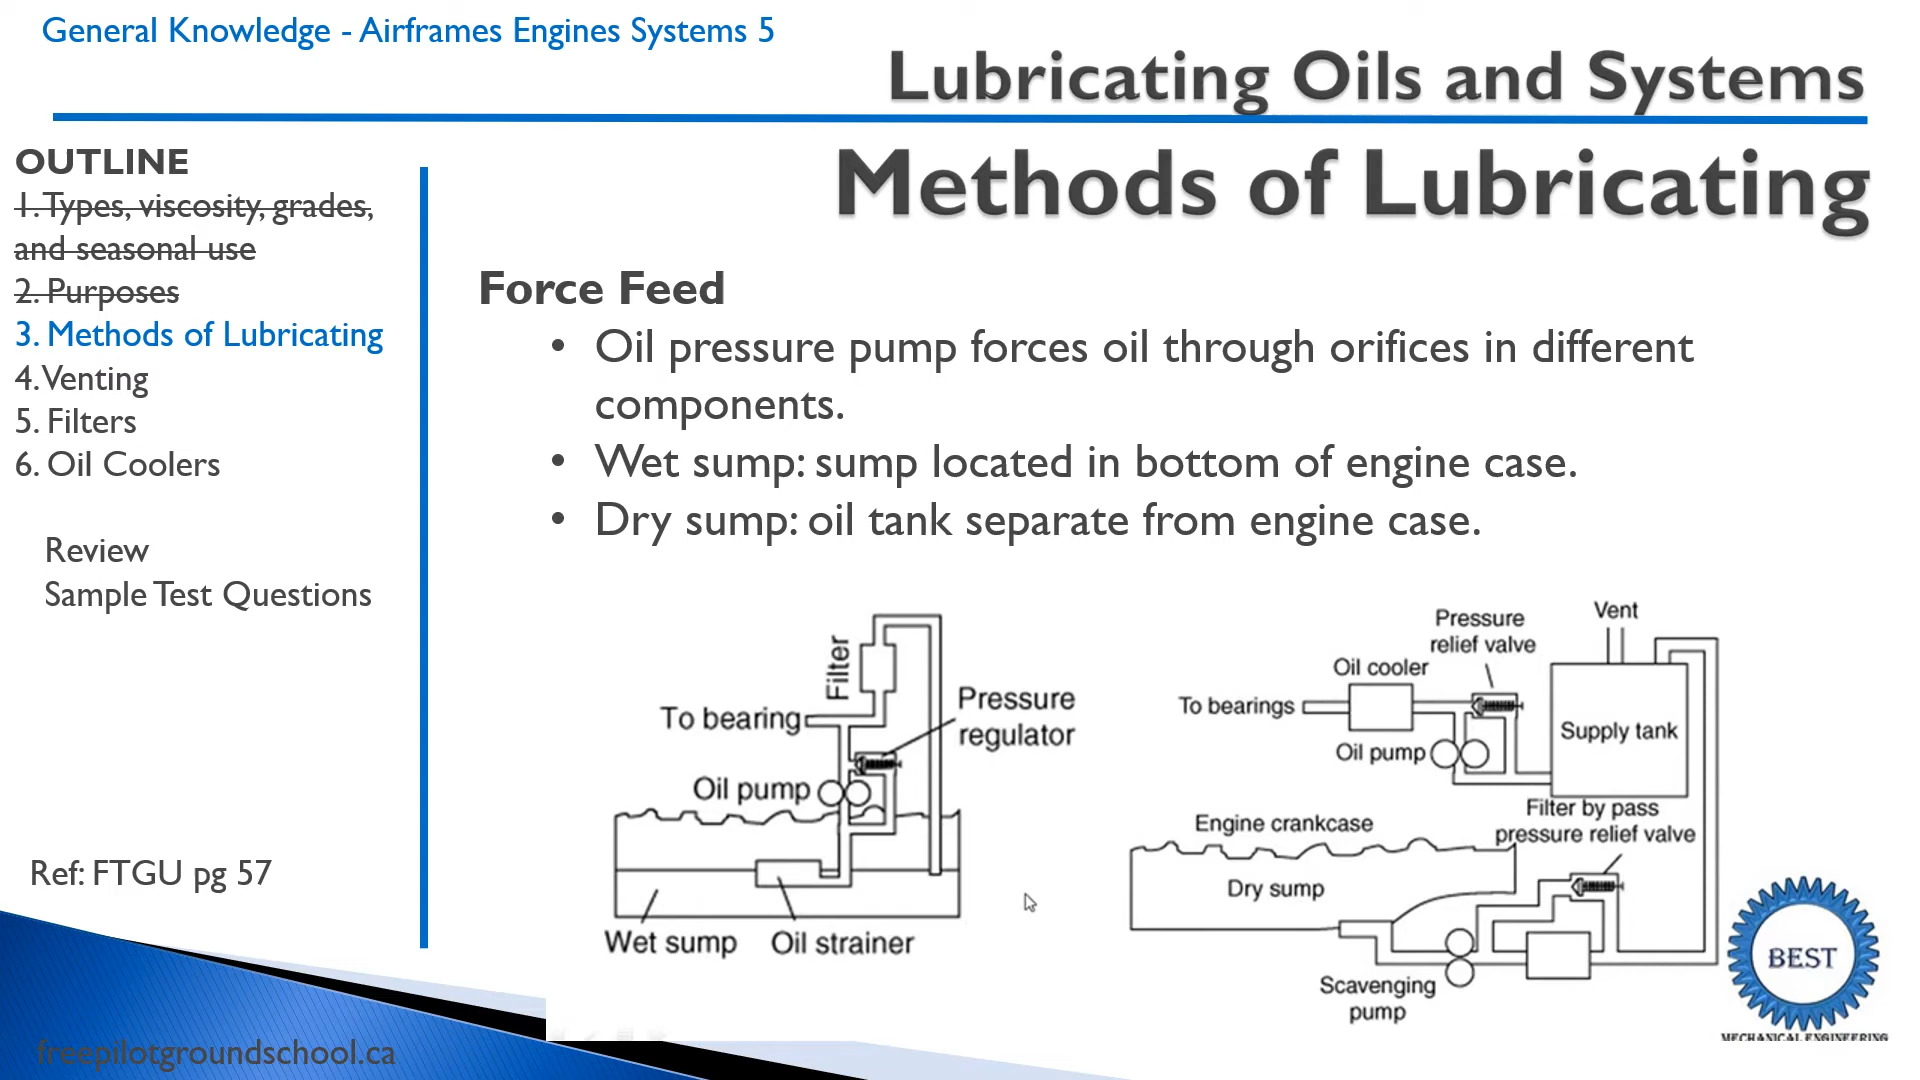 General Knowledge - Airframes Engines Systems 5
Lubricating Oils and Systems
Methods of Lubricating
OUTLINE
1. Types, viscosity, grades,
and seasonal use
2. Purposes
3. Methods of Lubricating
4. Venting
5. Filters
6. Oil Coolers
Review
Sample Test Questions
Ref: FTGU pg 57
freepilotgroundschool.ca
Force Feed
• Oil pressure pump forces oil through orifices in different
components.
• Wet sump: sump located in bottom of engine case.
• Dry sump: oil tank separate from engine case.
Filter
To bearing
Pressure
regulator
Oil pump
Wet sump
Oil strainer
Vent
Pressure
relief valve
Oil cooler
To bearings
Supply tank
Oil pump
Filter by pass
pressure relief valve
Engine crankcase
Dry sump
Scavenging
pump
BEST
MECHANICAL ENGINEERING